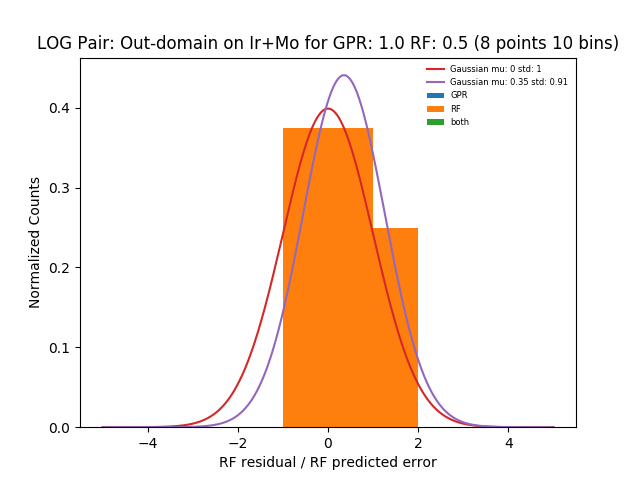 LOG Pair: Out-domain on Ir+Mo for GPR: 1.0 RF: 0.5 (8 points 10 bins)
Gaussian mu: 0 std: 1
Gaussian mu: 0.35 std: 0.91
GPR
RF
both
Normalized Counts
0.4
0.3
0.2
0.1
0.0
−4 −2 0 2 4
RF residual / RF predicted error